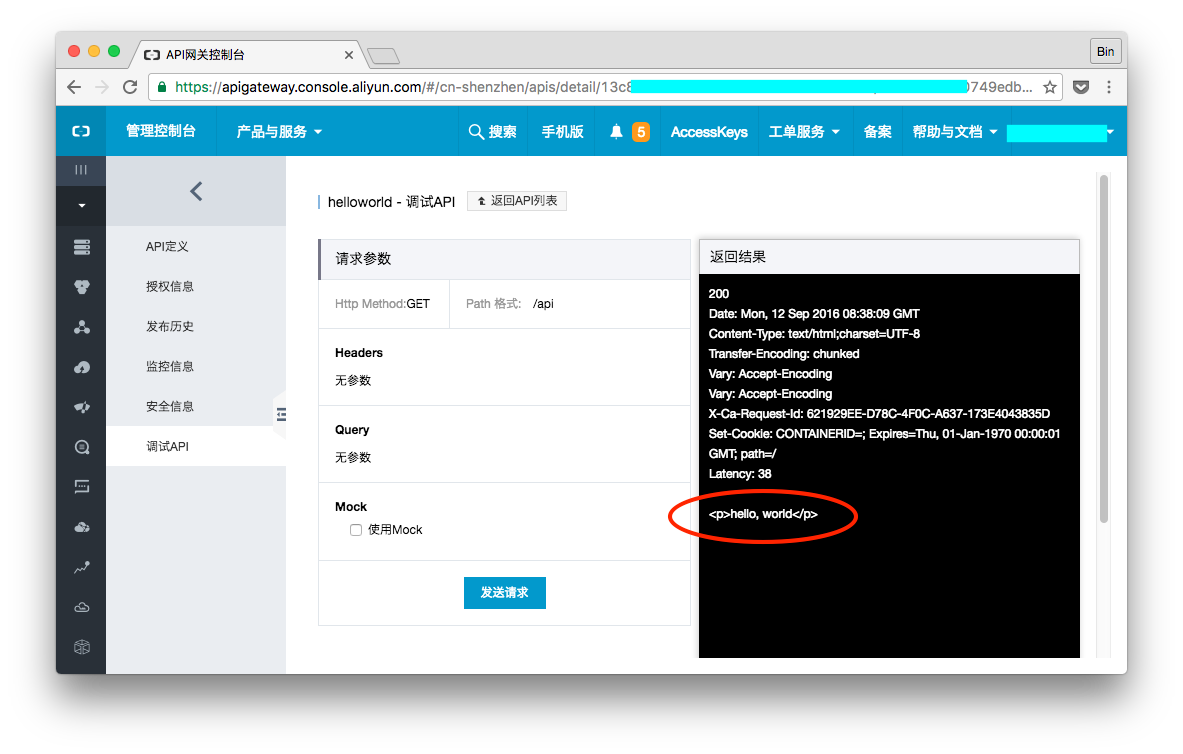 API网关控制台
Bin
https://apigateway.console.aliyun.com/#/cn-shenzhen/apis/detail/13c8 0749edb...
管理控制台 产品与服务 搜索 手机版 5 AccessKeys 工单服务 备案 帮助与文档
helloworld - 调试API 返回API列表
API定义
授权信息
发布历史
监控信息
安全信息
调试API
请求参数
Http Method:GET Path 格式: /api
Headers
无参数
Query
无参数
Mock
使用Mock
发送请求
返回结果
200
Date: Mon, 12 Sep 2016 08:38:09 GMT
Content-Type: text/html;charset=UTF-8
Transfer-Encoding: chunked
Vary: Accept-Encoding
Vary: Accept-Encoding
X-Ca-Request-Id: 621929EE-D78C-4F0C-A637-173E4043835D
Set-Cookie: CONTAINERID=; Expires=Thu, 01-Jan-1970 00:00:01
GMT; path=/
Latency: 38
<p>hello, world</p>